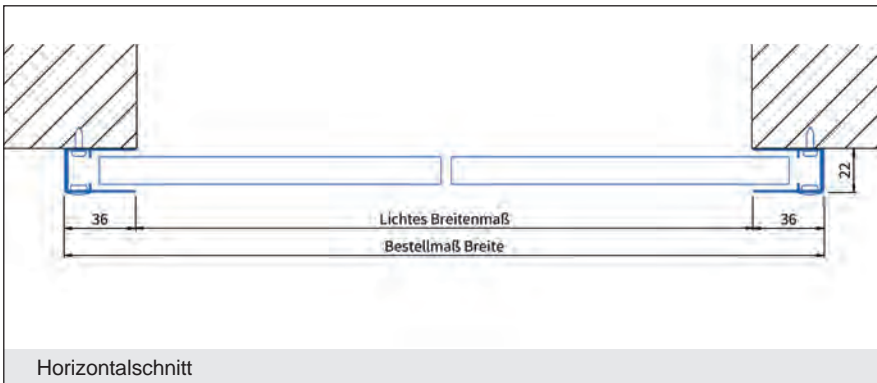 22
36
Lichtes Breitenmaß
36
Bestellmaß Breite
Horizontalschnitt